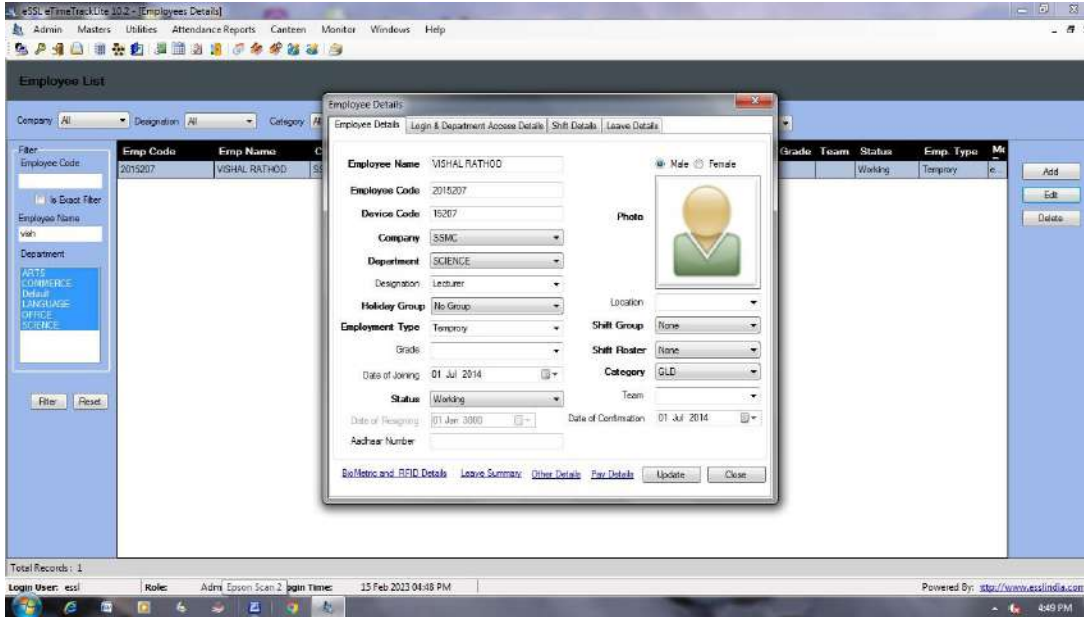 eSSL eTimeTrackLite 10.2 - [Employees Details]
Admin Masters Utilities Attendance Reports Canteen Monitor Windows Help
Employee List
Company All Designation All Category
Filter
Employee Code
Is Exact Filter
Employee Name
vish
Department
ARTS
COMMERCE
Default
LANGUAGE
OFFICE
SCIENCE
Filter Reset
Emp Code Emp Name Grade Team Status Emp. Type
2015207 VISHAL RATHOD Working Temprory e...
Add
Edit
Delete
Employee Details
Employee Details Login & Department Access Details Shift Details Leave Details
Employee Name VISHAL RATHOD Male Female
Employee Code 2015207
Device Code 15207 Photo
Company SSMC
Department SCIENCE
Designation Lecturer
Location
Holiday Group No Group
Employment Type Temprory Shift Group None
Grade Shift Roster None
Date of Joining 01 Jul 2014 Category GLD
Status Working Team
Date of Resigning 01 Jan 3000 Date of Confirmation 01 Jul 2014
Aadhaar Number
BioMetric and RFID Details Leave Summary Other Details Pay Details Update Close
Total Records : 1
Login User: essl Role: Admi Epson Scan 2 ogin Time: 15 Feb 2023 04:48 PM Powered By: http://www.esslindia.com
4:49 PM